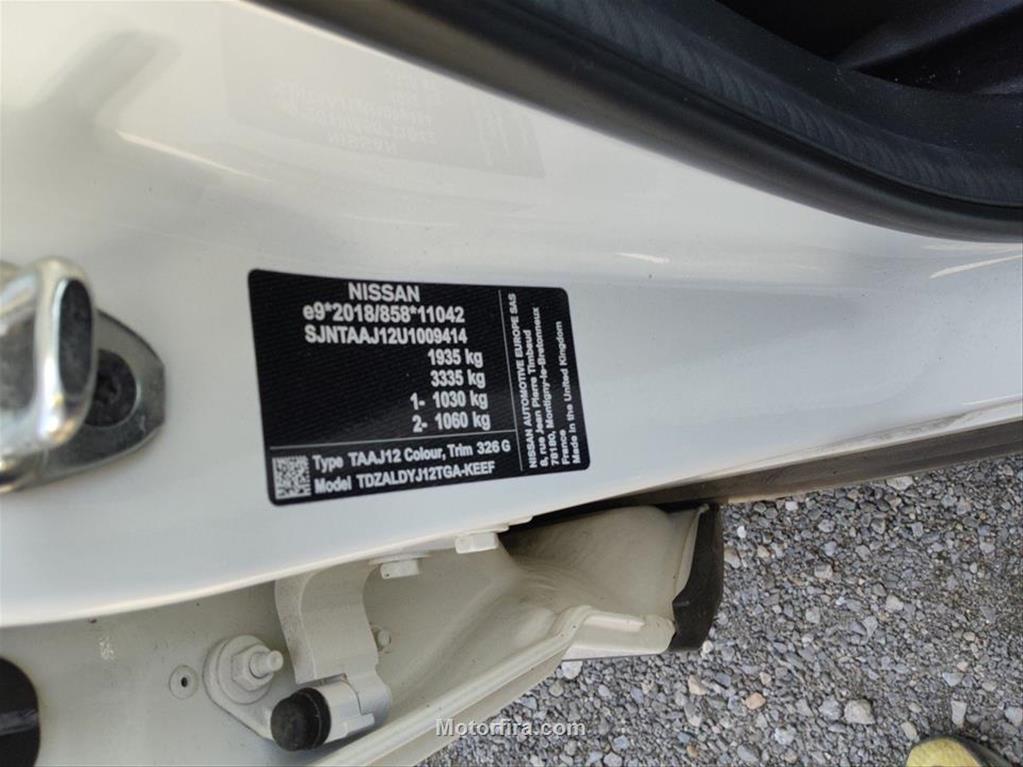 NISSAN
e9*2018/858*11042
SJNTAAJ12U1009414
1935 kg
3335 kg
1- 1030 kg
2- 1060 kg
Type TAAJ12 Colour, Trim 326 G
Model TDZALDYJ12TGA-KEEF
NISSAN AUTOMOTIVE EUROPE SAS
8, rue Jean Pierre Timbaud
78180, Montigny-le-Bretonneux
France
Made in the United Kingdom
Motorfira.com